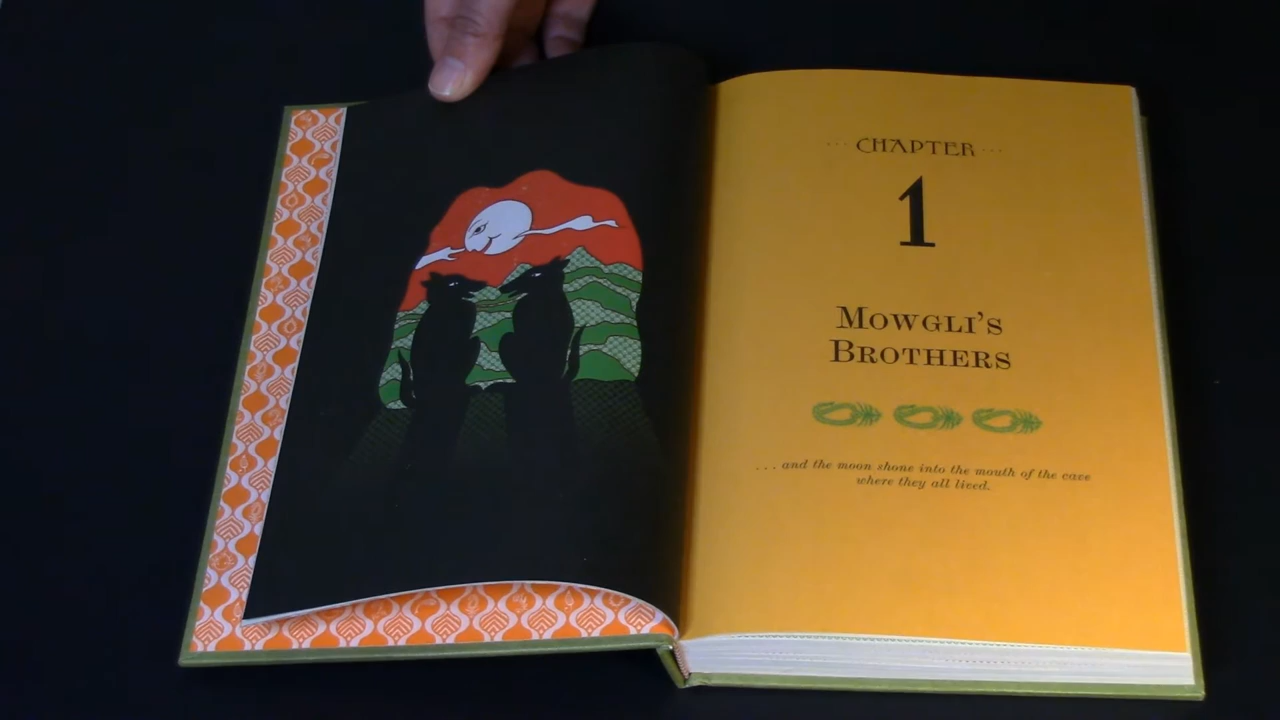 ··· CHAPTER ···
1
MOWGLI'S
BROTHERS
. . . and the moon shone into the mouth of the cave
where they all lived.